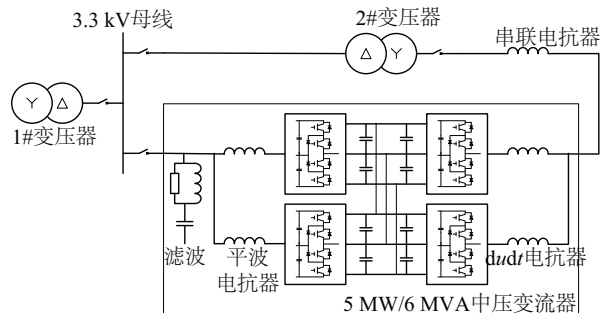 3.3 kV母线
2#变压器
串联电抗器
1#变压器
滤波
平波
电抗器
dudt电抗器
5 MW/6 MVA中压变流器